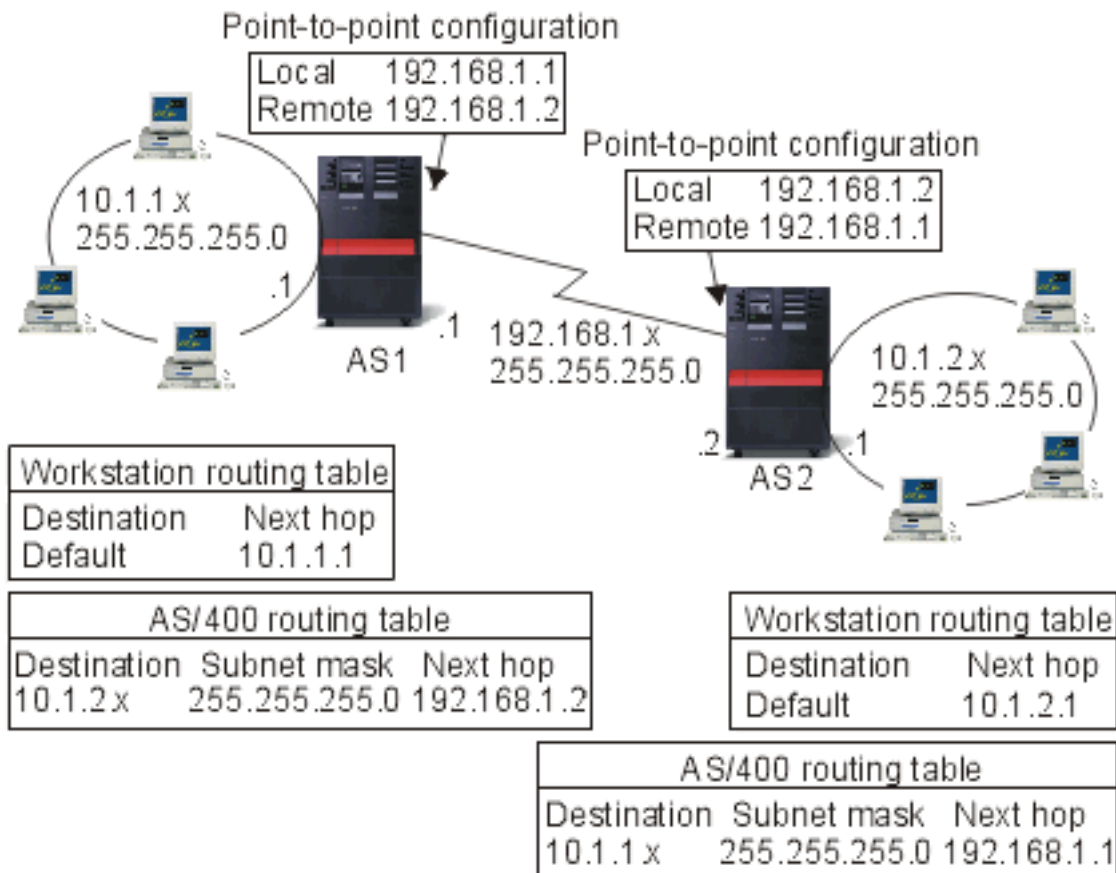 Point-to-point configuration
Local 192.168.1.1
Remote 192.168.1.2
Point-to-point configuration
Local 192.168.1.2
Remote 192.168.1.1
10.1.1.x
255.255.255.0
.1
.1
AS1
192.168.1.x
255.255.255.0
10.1.2.x
255.255.255.0
.2
.1
AS2
Workstation routing table
Destination Next hop
Default 10.1.1.1
AS/400 routing table
Destination Subnet mask Next hop
10.1.2.x 255.255.255.0 192.168.1.2
Workstation routing table
Destination Next hop
Default 10.1.2.1
AS/400 routing table
Destination Subnet mask Next hop
10.1.1.x 255.255.255.0 192.168.1.1